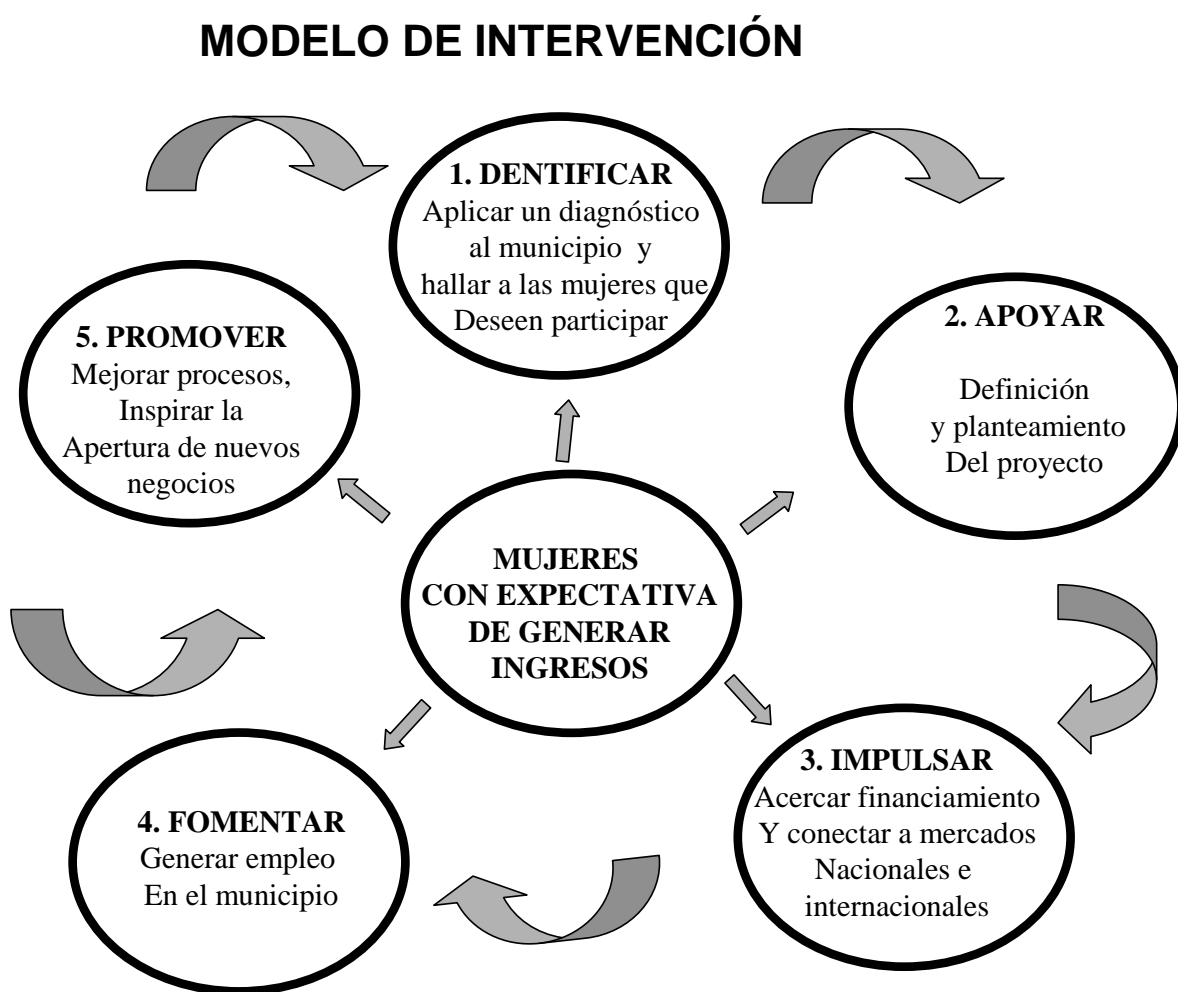 MODELO DE INTERVENCIÓN
1. DENTIFICAR
Aplicar un diagnóstico
al municipio y
hallar a las mujeres que
Deseen participar
2. APOYAR
Definición
y planteamiento
Del proyecto
3. IMPULSAR
Acercar financiamiento
Y conectar a mercados
Nacionales e
internacionales
4. FOMENTAR
Generar empleo
En el municipio
5. PROMOVER
Mejorar procesos,
Inspirar la
Apertura de nuevos
negocios
MUJERES
CON EXPECTATIVA
DE GENERAR
INGRESOS